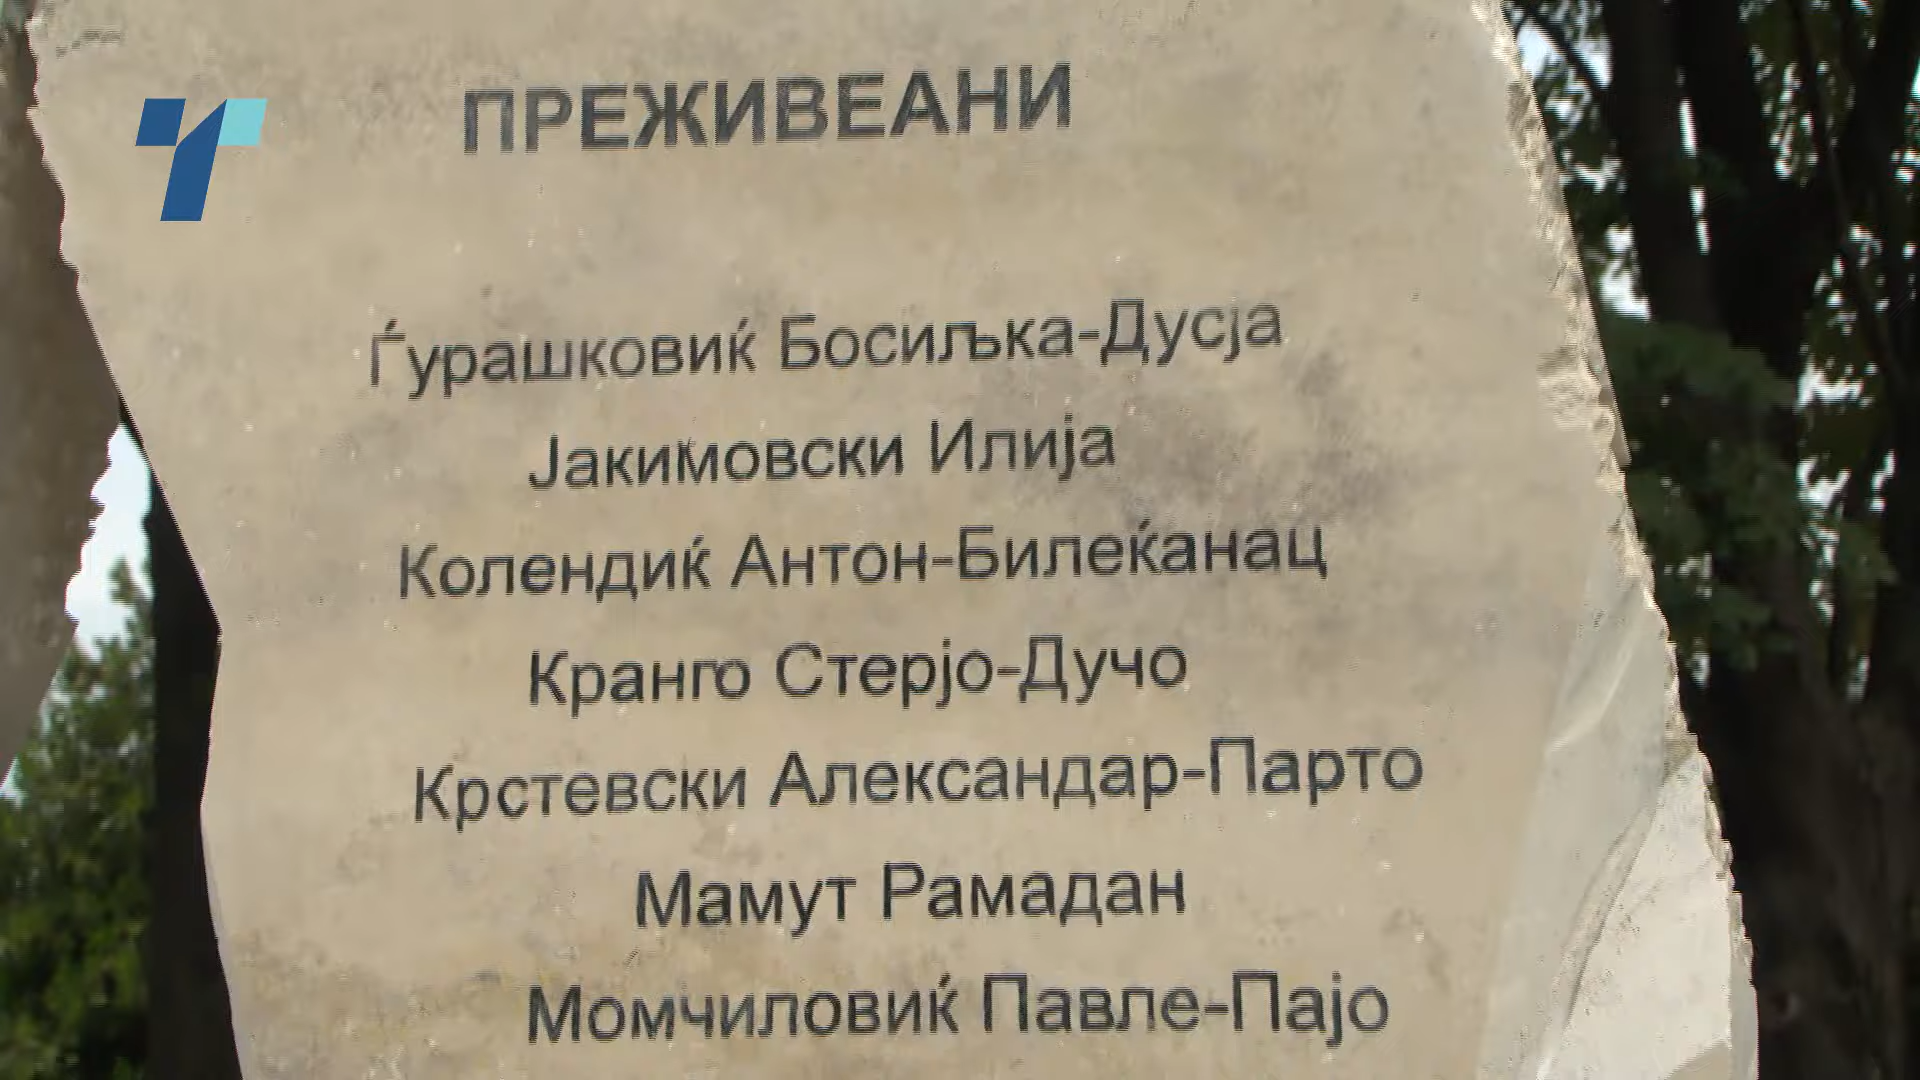 ПРЕЖИВЕАНИ
Ѓурашковиќ Босиљка-Дусја
Јакимовски Илија
Колендиќ Антон-Билеќанац
Кранго Стерјо-Дучо
Крстевски Александар-Парто
Мамут Рамадан
Момчиловиќ Павле-Пајо